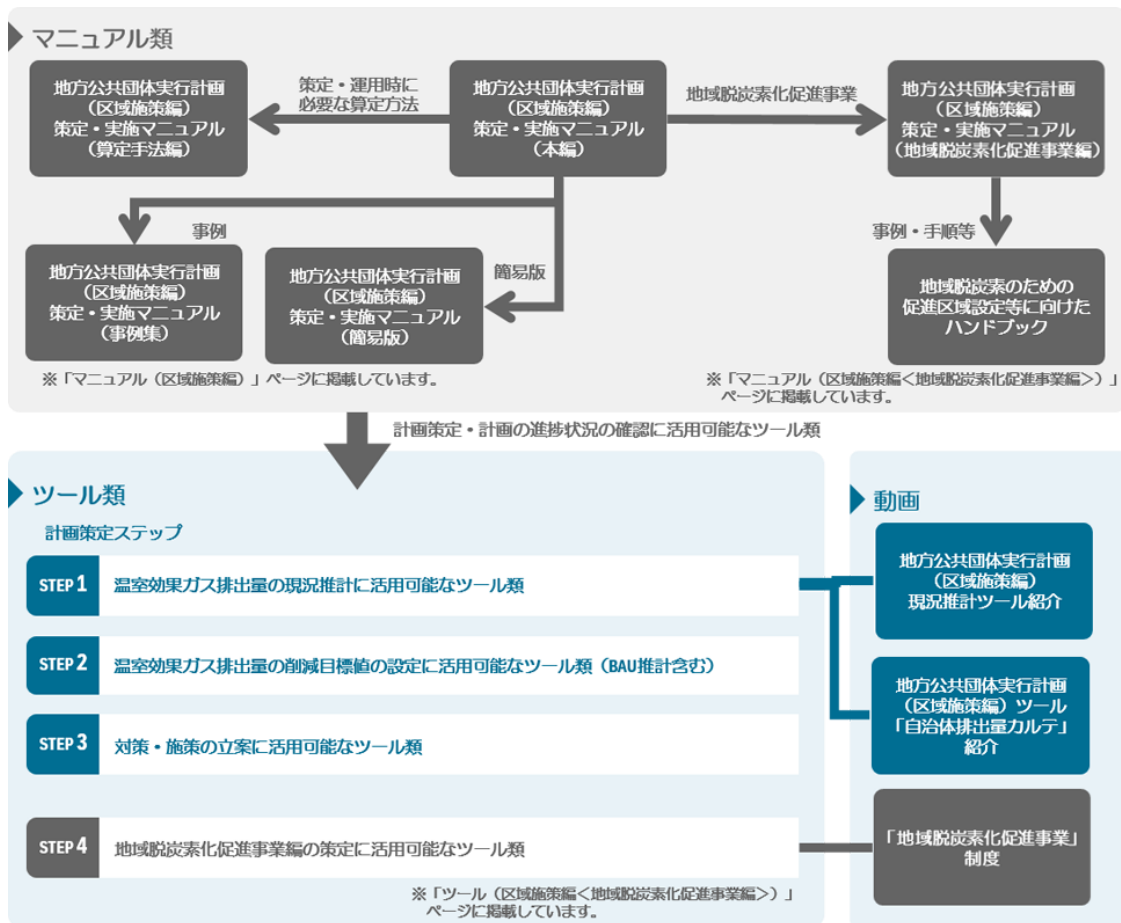 マニュアル類
地方公共団体実行計画
(区域施策編)
策定・実施マニュアル
(算定手法編)
策定・運用時に
必要な算定方法
地方公共団体実行計画
(区域施策編)
策定・実施マニュアル
(本編)
地域脱炭素化促進事業
地方公共団体実行計画
(区域施策編)
策定・実施マニュアル
(地域脱炭素化促進事業編)
事例
地方公共団体実行計画
(区域施策編)
策定・実施マニュアル
(事例集)
地方公共団体実行計画
(区域施策編)
策定・実施マニュアル
(簡易版)
簡易版
事例・手順等
地域脱炭素のための
促進区域設定等に向けた
ハンドブック
※「マニュアル（区域施策編）」ページに掲載しています。
※「マニュアル（区域施策編＜地域脱炭素化促進事業編＞）」
ページに掲載しています。
計画策定・計画の進捗状況の確認に活用可能なツール類
ツール類
計画策定ステップ
STEP 1 温室効果ガス排出量の現況推計に活用可能なツール類
STEP 2 温室効果ガス排出量の削減目標値の設定に活用可能なツール類（BAU推計含む）
STEP 3 対策・施策の立案に活用可能なツール類
STEP 4 地域脱炭素化促進事業編の策定に活用可能なツール類
※「ツール（区域施策編＜地域脱炭素化促進事業編＞）」
ページに掲載しています。
動画
地方公共団体実行計画
(区域施策編)
現況推計ツール紹介
地方公共団体実行計画
(区域施策編) ツール
「自治体排出量カルテ」
紹介
「地域脱炭素化促進事業」
制度